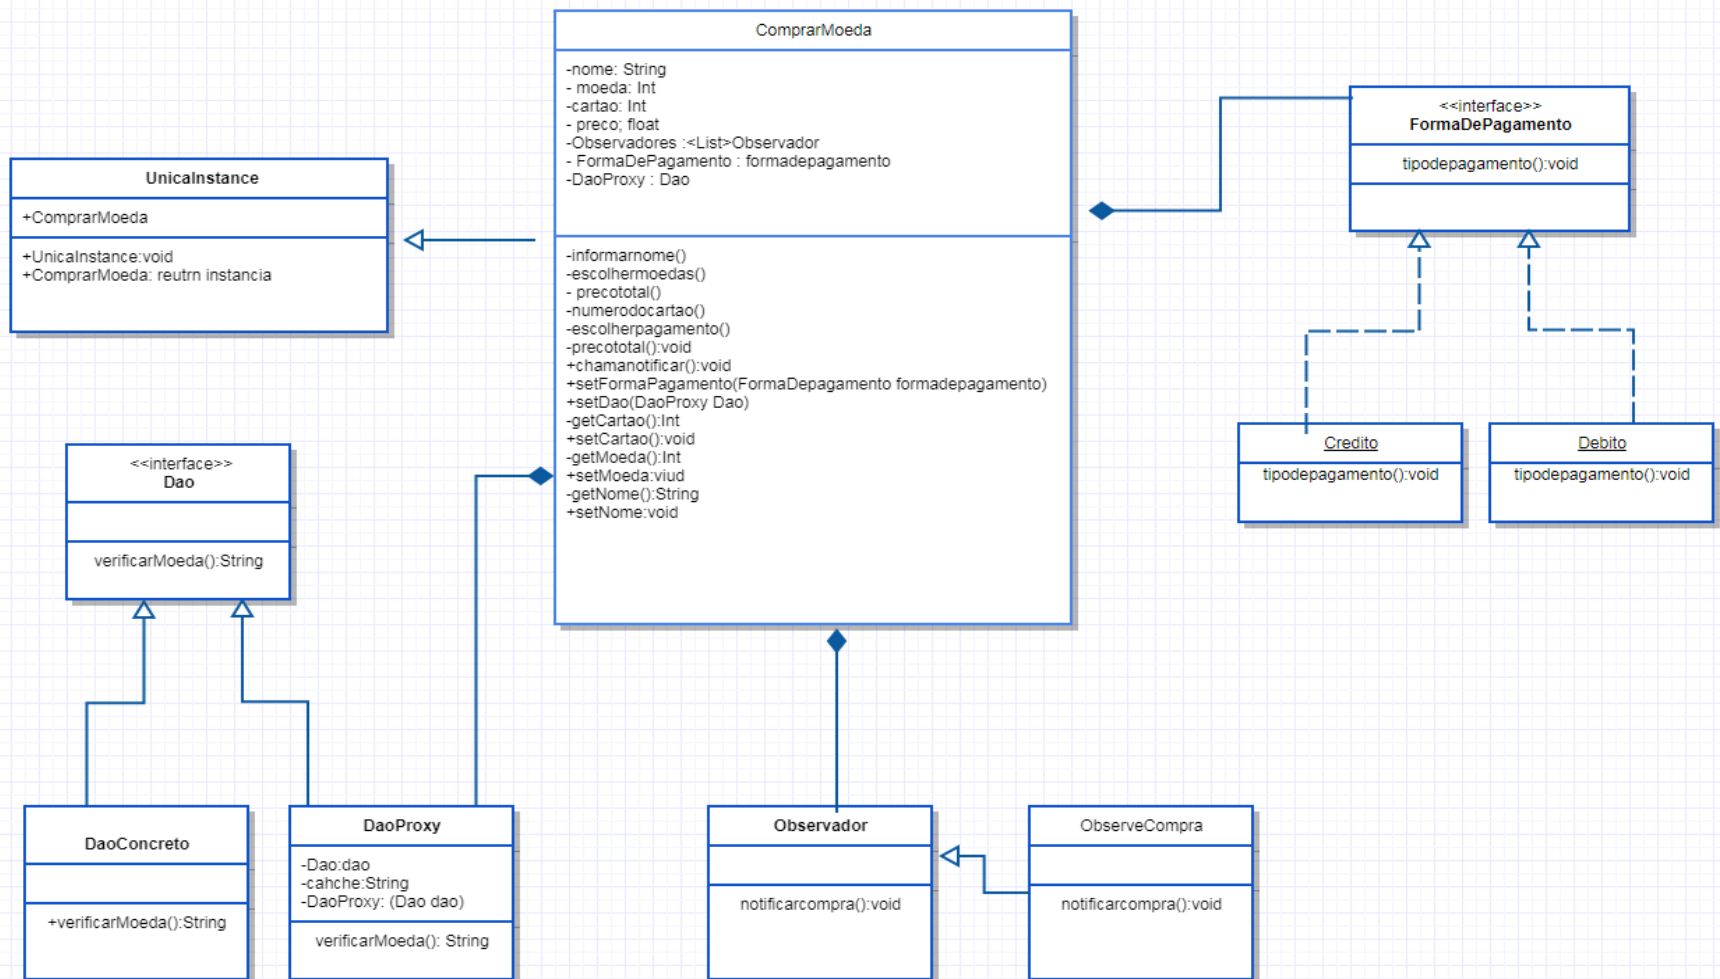 ComprarMoeda
-nome: String
- moeda: Int
-cartao: Int
- preco; float
-Observadores :<List>Observador
- FormaDePagamento : formadepagamento
-DaoProxy : Dao
-informarnome()
-escolhermoedas()
- precototal()
-numerodocartao()
-escolherpagamento()
-precototal():void
+chamanotificar():void
+setFormaPagamento(FormaDepagamento formadepagamento)
+setDao(DaoProxy Dao)
-getCartao():Int
+setCartao():void
-getMoeda():Int
+setMoeda:viud
-getNome():String
+setNome:void
<<interface>>
FormaDePagamento
tipodepagamento():void
UnicaInstance
+ComprarMoeda
+UnicaInstance:void
+ComprarMoeda: reutrn instancia
Credito
tipodepagamento():void
Debito
tipodepagamento():void
<<interface>>
Dao
verificarMoeda():String
DaoConcreto
+verificarMoeda():String
DaoProxy
-Dao:dao
-cahche:String
-DaoProxy: (Dao dao)
verificarMoeda(): String
Observador
notificarcompra():void
ObserveCompra
notificarcompra():void